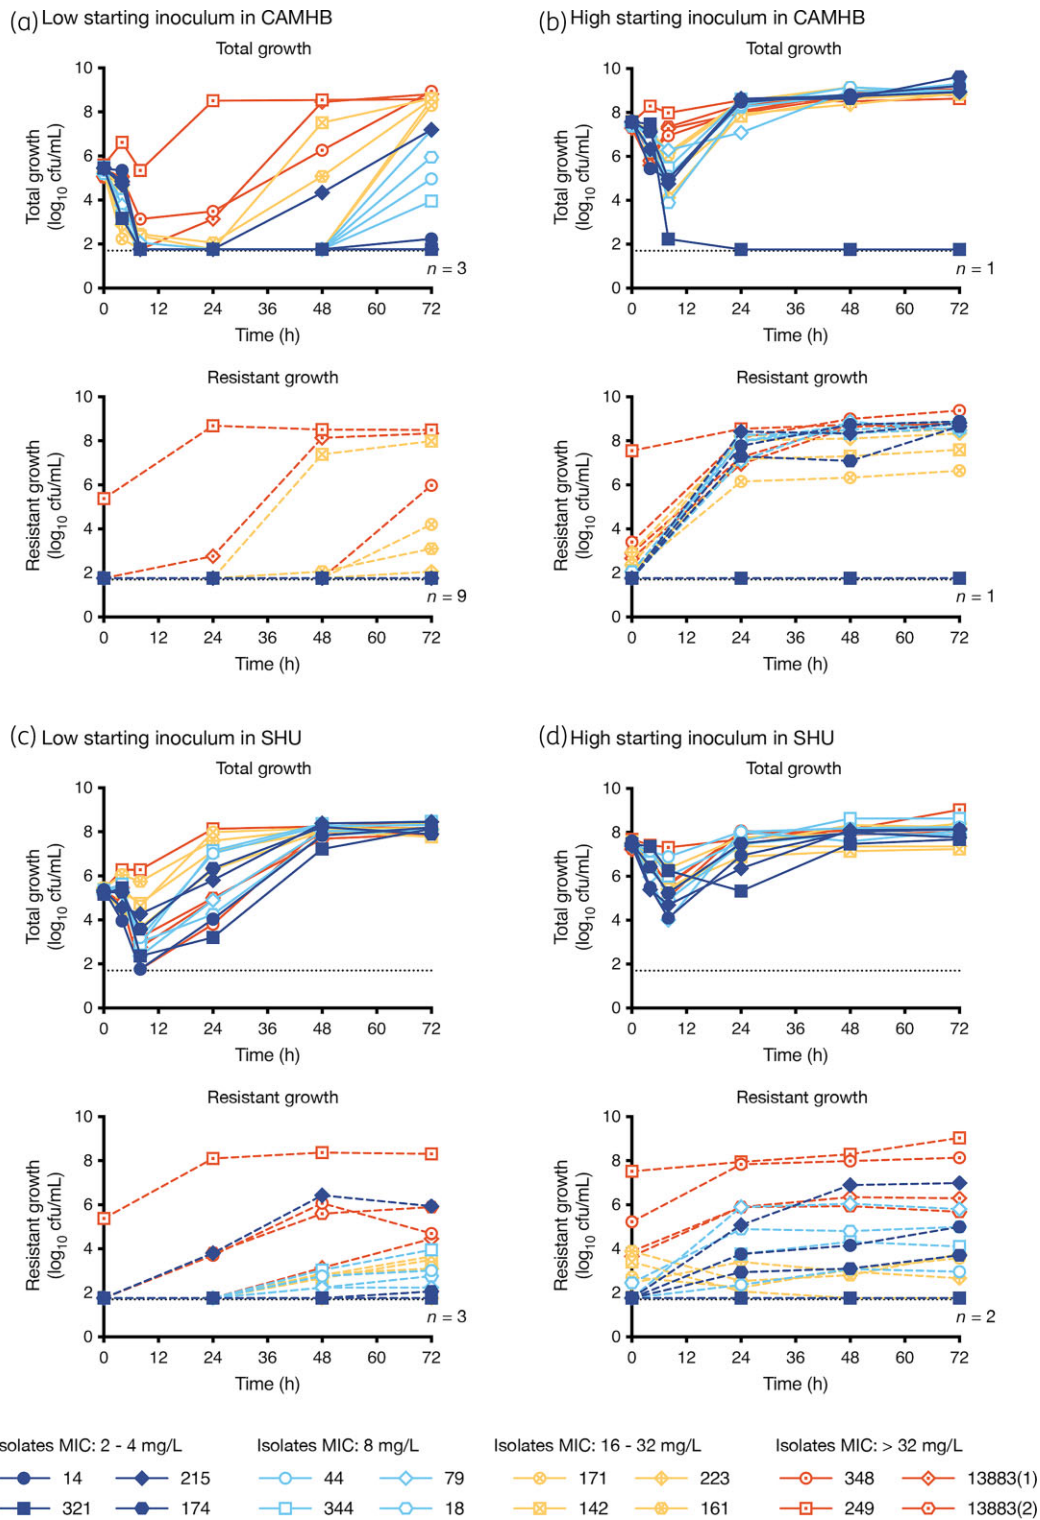 (a) Low starting inoculum in CAMHB
Total growth
Total growth
(log10 cfu/mL)
10
8
6
4
2
0
n = 3
0 12 24 36 48 60 72
Time (h)
Resistant growth
Resistant growth
(log10 cfu/mL)
10
8
6
4
2
0
n = 9
0 12 24 36 48 60 72
Time (h)
(b) High starting inoculum in CAMHB
Total growth
Total growth
(log10 cfu/mL)
10
8
6
4
2
0
n = 1
0 12 24 36 48 60 72
Time (h)
Resistant growth
Resistant growth
(log10 cfu/mL)
10
8
6
4
2
0
n = 1
0 12 24 36 48 60 72
Time (h)
(c) Low starting inoculum in SHU
Total growth
Total growth
(log10 cfu/mL)
10
8
6
4
2
0
0 12 24 36 48 60 72
Time (h)
Resistant growth
Resistant growth
(log10 cfu/mL)
10
8
6
4
2
0
n = 3
0 12 24 36 48 60 72
Time (h)
(d) High starting inoculum in SHU
Total growth
Total growth
(log10 cfu/mL)
10
8
6
4
2
0
0 12 24 36 48 60 72
Time (h)
Resistant growth
Resistant growth
(log10 cfu/mL)
10
8
6
4
2
0
n = 2
0 12 24 36 48 60 72
Time (h)
solates MIC: 2 - 4 mg/L
14 215
321 174
Isolates MIC: 8 mg/L
44 79
344 18
Isolates MIC: 16 - 32 mg/L
171 223
142 161
Isolates MIC: > 32 mg/L
348 13883(1)
249 13883(2)